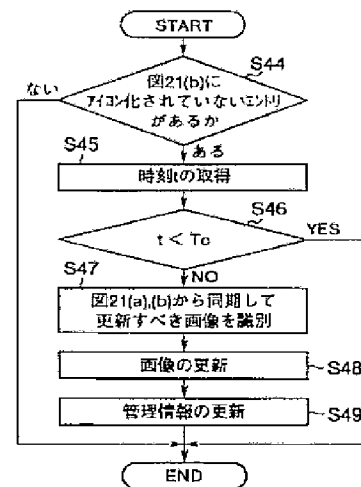 START
S44
図21(b)に
アイコン化されていないエントリ
があるか
ない
ある
S45
時刻tの取得
S46
t < Tc
YES
NO
S47
図21(a),(b)から同期して
更新すべき画像を識別
画像の更新
S48
管理情報の更新
S49
END